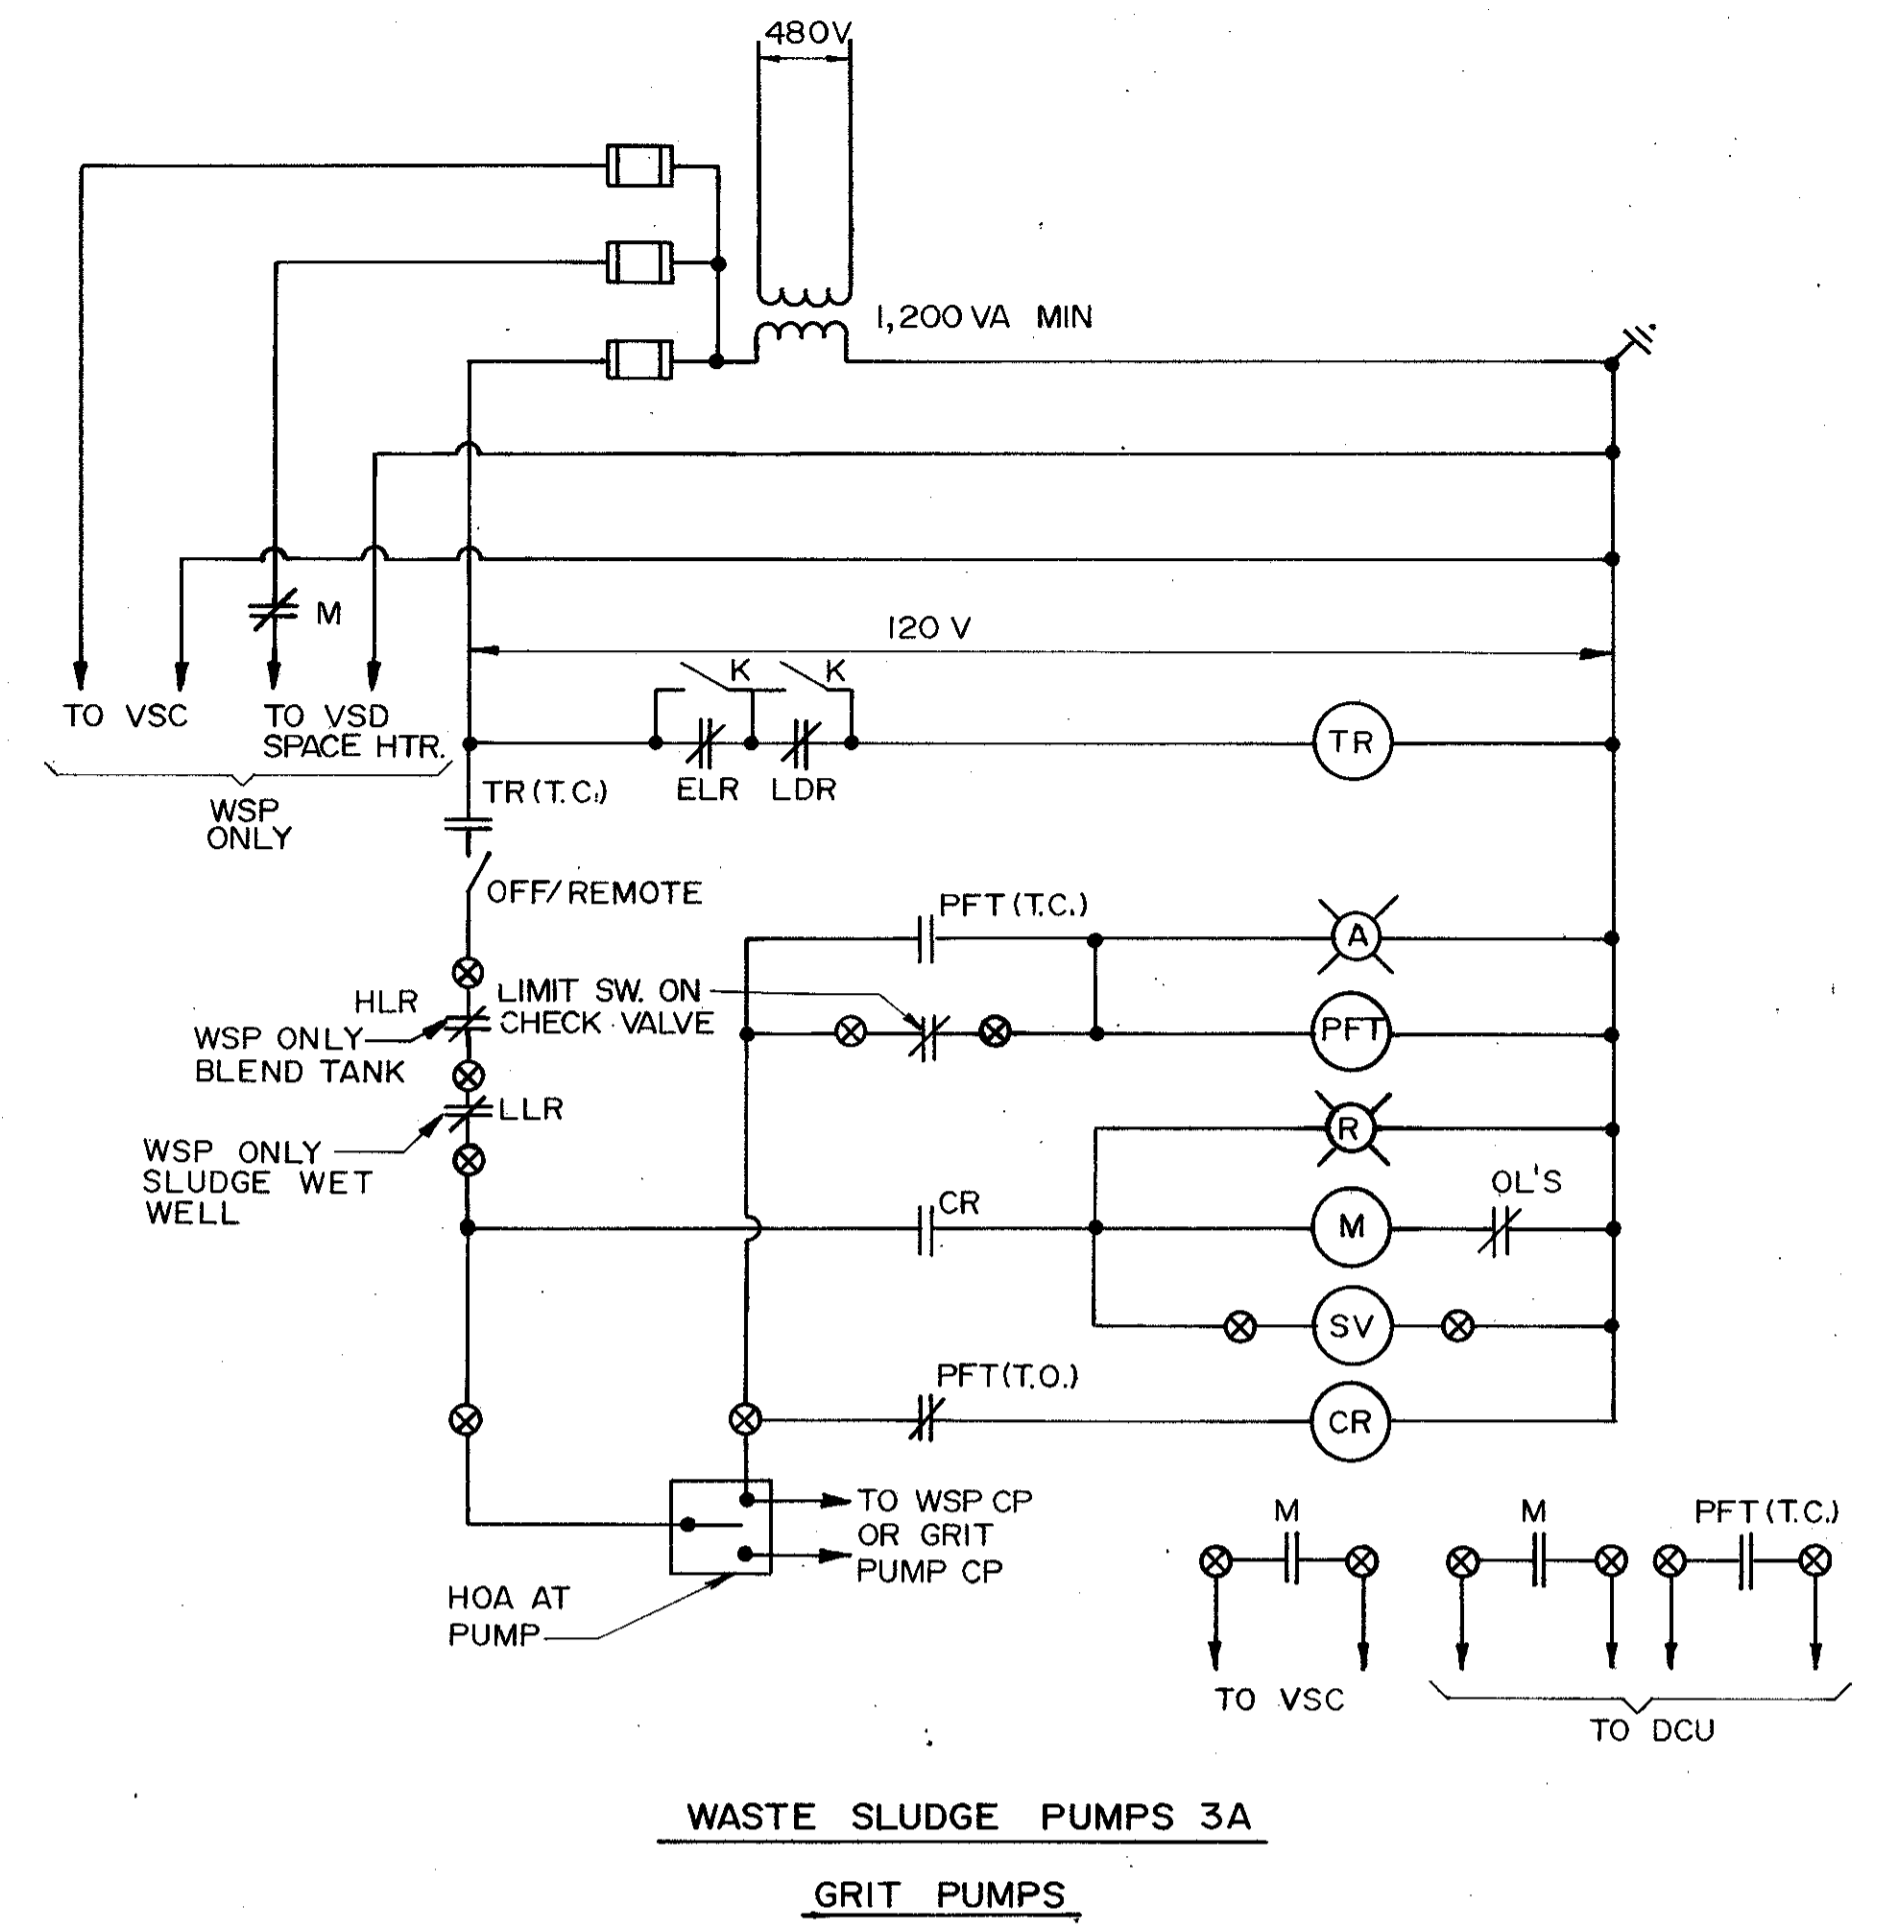 480V
1,200 VA MIN
M
120 V
K
K
TO VSC
TO VSD
SPACE HTR.
TR
ELR
LDR
TR (T.C.)
WSP
ONLY
OFF/REMOTE
PFT (T.C.)
A
HLR
LIMIT SW. ON
CHECK VALVE
WSP ONLY
BLEND TANK
PFT
LLR
R
WSP ONLY
SLUDGE WET
WELL
OL'S
CR
M
SV
PFT (T.O.)
CR
TO WSP CP
OR GRIT
PUMP CP
HOA AT
PUMP
M
M
PFT (T.C.)
TO VSC
TO DCU
WASTE SLUDGE PUMPS 3A
GRIT PUMPS